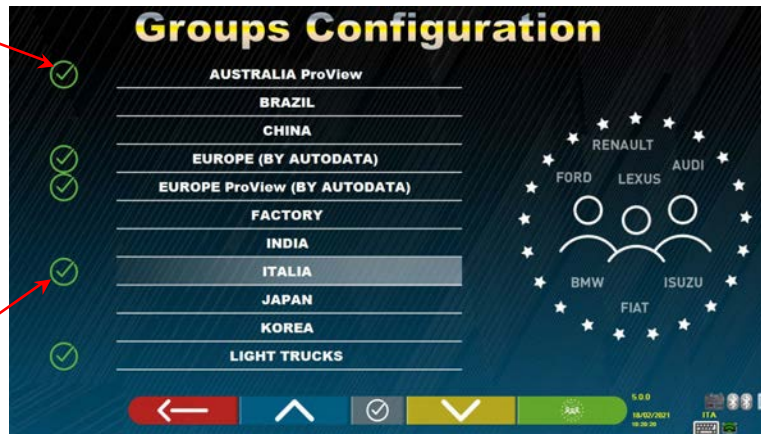 Groups Configuration
AUSTRALIA ProView
BRAZIL
CHINA
EUROPE (BY AUTODATA)
EUROPE ProView (BY AUTODATA)
FACTORY
INDIA
ITALIA
JAPAN
KOREA
LIGHT TRUCKS
RENAULT
AUDI
FORD
LEXUS
BMW
ISUZU
FIAT
5.0.0
18/02/2021
ITA